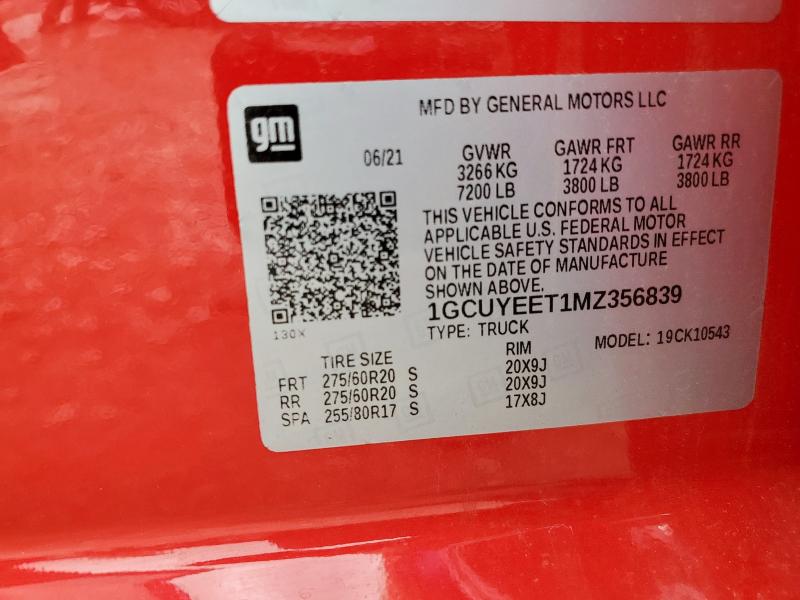 gm
MFD BY GENERAL MOTORS LLC
06/21
GVWR GAWR FRT GAWR RR
3266 KG 1724 KG 1724 KG
7200 LB 3800 LB 3800 LB
THIS VEHICLE CONFORMS TO ALL
APPLICABLE U.S. FEDERAL MOTOR
VEHICLE SAFETY STANDARDS IN EFFECT
ON THE DATE OF MANUFACTURE
SHOWN ABOVE.
1GCUYEET1MZ356839
TYPE: TRUCK
130X
MODEL: 19CK10543
TIRE SIZE RIM
FRT 275/60R20 S 20X9J
RR 275/60R20 S 20X9J
SPA 255/80R17 S 17X8J